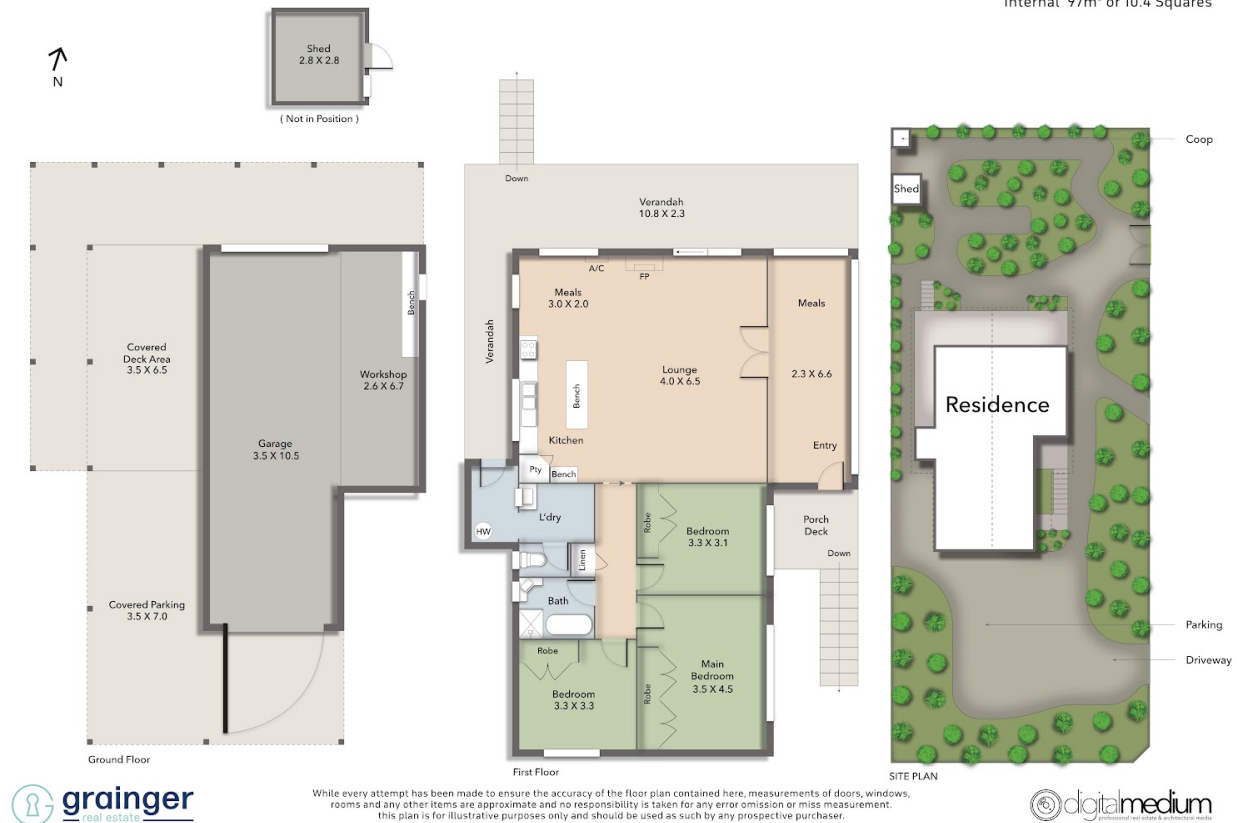 Internal 97m² or 10.4 Squares
N
Shed
2.8 X 2.8
( Not in Position )
Covered
Deck Area
3.5 X 6.5
Bench
Workshop
2.6 X 6.7
Garage
3.5 X 10.5
Covered Parking
3.5 X 7.0
Ground Floor
Down
Verandah
10.8 X 2.3
A/C
FP
Meals
3.0 X 2.0
Meals
Verandah
Lounge
4.0 X 6.5
2.3 X 6.6
Bench
Kitchen
Entry
Pty
Bench
L'dry
HW
Robe
Bedroom
3.3 X 3.1
Porch
Deck
Down
Linen
Bath
Robe
Bedroom
3.3 X 3.3
Robe
Main
Bedroom
3.5 X 4.5
First Floor
Coop
Shed
Residence
Parking
Driveway
SITE PLAN
grainger
real estate
While every attempt has been made to ensure the accuracy of the floor plan contained here, measurements of doors, windows,
rooms and any other items are approximate and no responsibility is taken for any error omission or miss measurement.
this plan is for illustrative purposes only and should be used as such by any prospective purchaser.
digitalmedium
professional real estate & architectural media